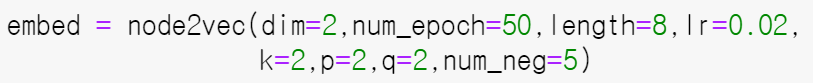 embed = node2vec(dim=2,num_epoch=50,length=8,lr=0.02,
k=2,p=2,q=2,num_neg=5)